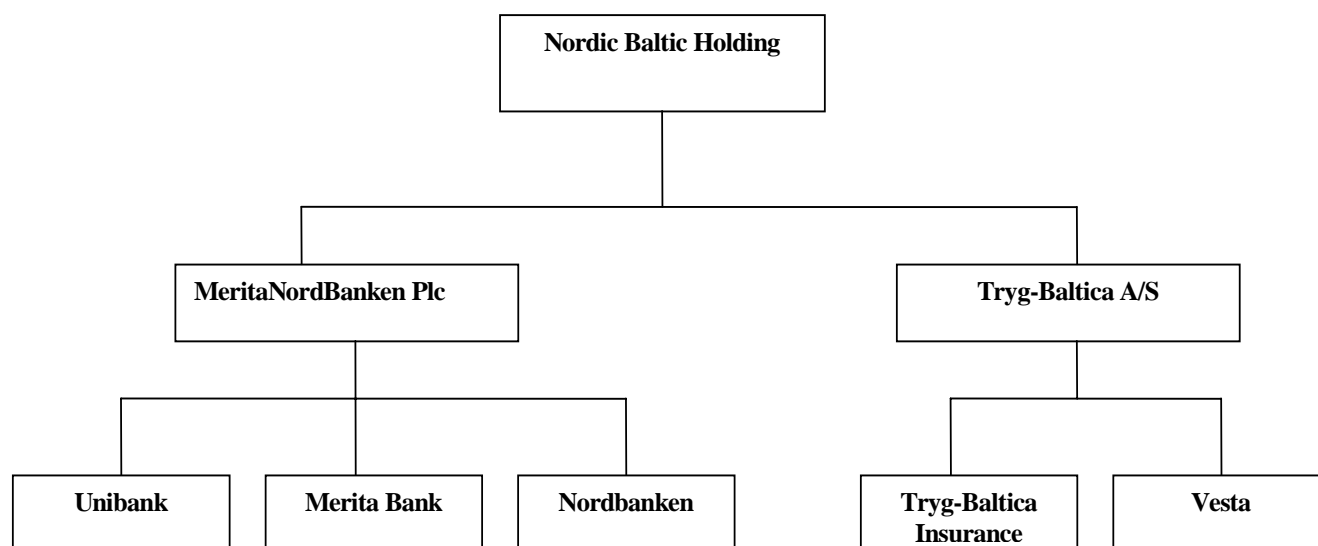 Nordic Baltic Holding
MeritaNordBanken Plc
Tryg-Baltica A/S
Unibank
Merita Bank
Nordbanken
Tryg-Baltica
Insurance
Vesta